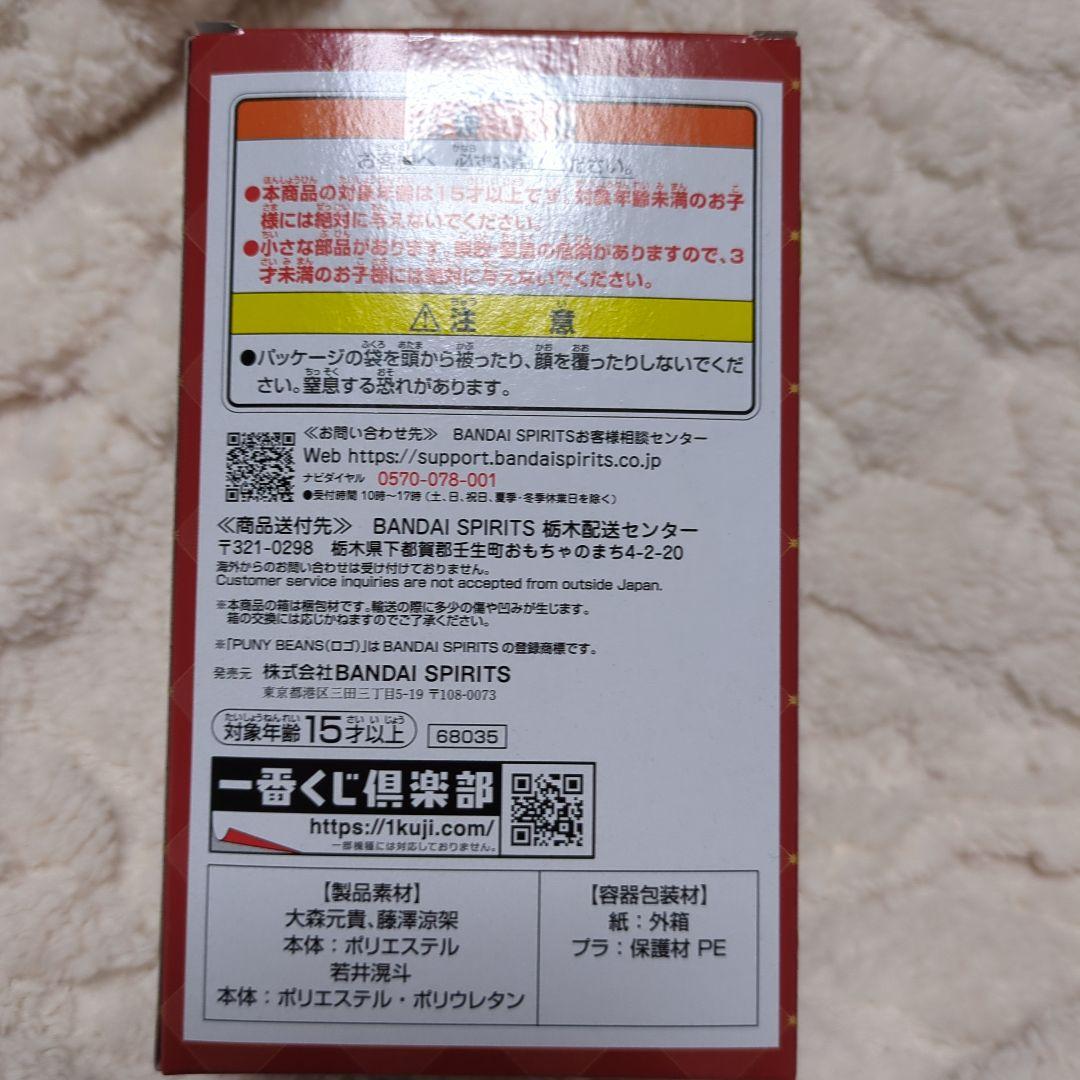 お客様へ 必ずお読みください。
●本商品の対象年齢は15才以上です。対象年齢未満のお子
様には絶対に与えないでください。
●小さな部品があります。誤飲・窒息の危険がありますので、3
才未満のお子様には絶対に与えないでください。
⚠注 意
●パッケージの袋を頭から被ったり、顔を覆ったりしないでくだ
さい。窒息する恐れがあります。
≪お問い合わせ先≫ BANDAI SPIRITSお客様相談センター
Web https://support.bandaispirits.co.jp
ナビダイヤル 0570-078-001
●受付時間 10時～17時（土、日、祝日、夏季・冬季休業日を除く）
≪商品送付先≫ BANDAI SPIRITS 栃木配送センター
〒321-0298 栃木県下都賀郡壬生町おもちゃのまち4-2-20
海外からのお問い合わせは受け付けておりません。
Customer service inquiries are not accepted from outside Japan.
※本商品の箱は梱包材です。輸送の際に多少の傷や凹みが生じます。
箱の交換には応じかねますのでご了承ください。
※「PUNY BEANS（ロゴ）」は BANDAI SPIRITS の登録商標です。
発売元 株式会社BANDAI SPIRITS
東京都港区三田三丁目5-19 〒108-0073
対象年齢 15才以上 68035
一番くじ倶楽部
https://1kuji.com/
一部機種には対応しておりません。
【製品素材】
大森元貴、藤澤涼架
本体：ポリエステル
若井滉斗
本体：ポリエステル・ポリウレタン
【容器包装材】
紙：外箱
プラ：保護材 PE